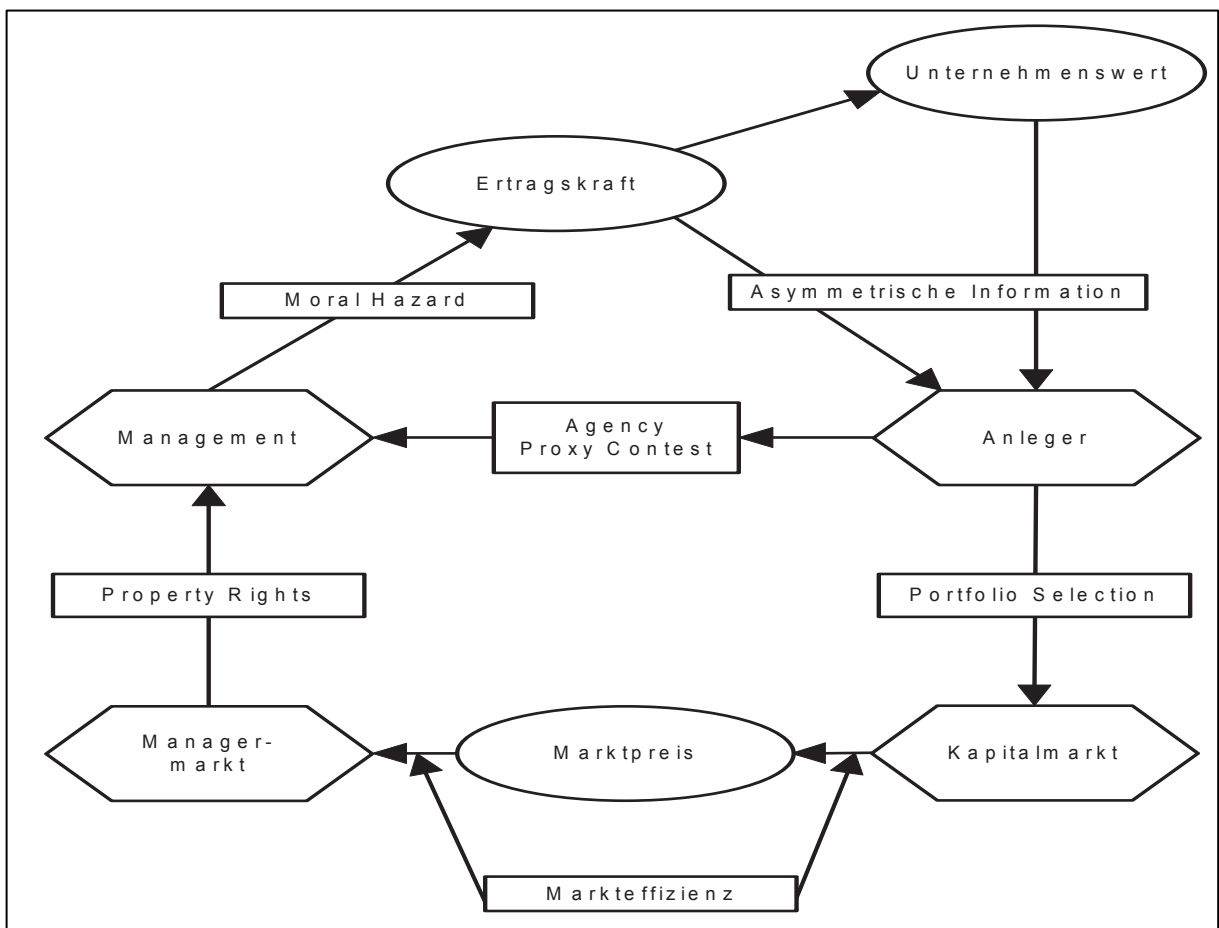 Unternehmenswert
Ertragskraft
Moral Hazard
Asymmetrische Information
Management
Agency
Proxy Contest
Anleger
Property Rights
Portfolio Selection
Manager-
markt
Marktpreis
Kapitalmarkt
Markteffizienz